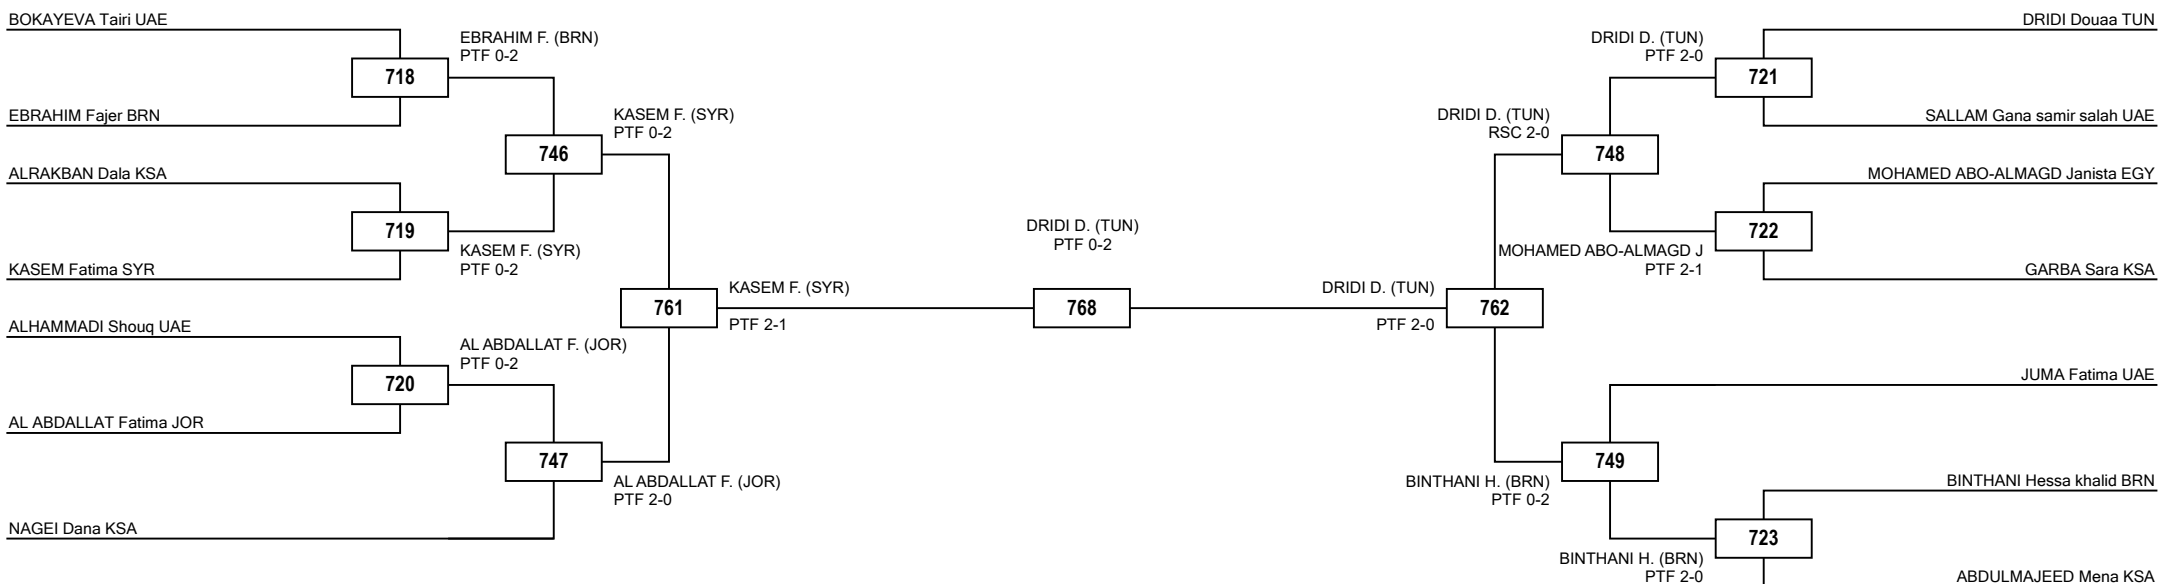 BOKAYEVA Tairi UAE
EBRAHIM F. (BRN)
PTF 0-2
718
EBRAHIM Fajer BRN
KASEM F. (SYR)
PTF 0-2
746
ALRAKBAN Dala KSA
719
KASEM F. (SYR)
PTF 0-2
KASEM Fatima SYR
761
KASEM F. (SYR)
PTF 2-1
ALHAMMADI Shouq UAE
AL ABDALLAT F. (JOR)
PTF 0-2
720
AL ABDALLAT Fatima JOR
747
AL ABDALLAT F. (JOR)
PTF 2-0
NAGEI Dana KSA
DRIDI D. (TUN)
PTF 0-2
768
DRIDI Douaa TUN
DRIDI D. (TUN)
PTF 2-0
721
SALLAM Gana samir salah UAE
DRIDI D. (TUN)
RSC 2-0
748
MOHAMED ABO-ALMAGD Janista EGY
722
MOHAMED ABO-ALMAGD J
PTF 2-1
GARBA Sara KSA
DRIDI D. (TUN)
PTF 2-0
762
JUMA Fatima UAE
749
BINTHANI H. (BRN)
PTF 0-2
BINTHANI Hessa khalid BRN
723
BINTHANI H. (BRN)
PTF 2-0
ABDULMAJEED Mena KSA